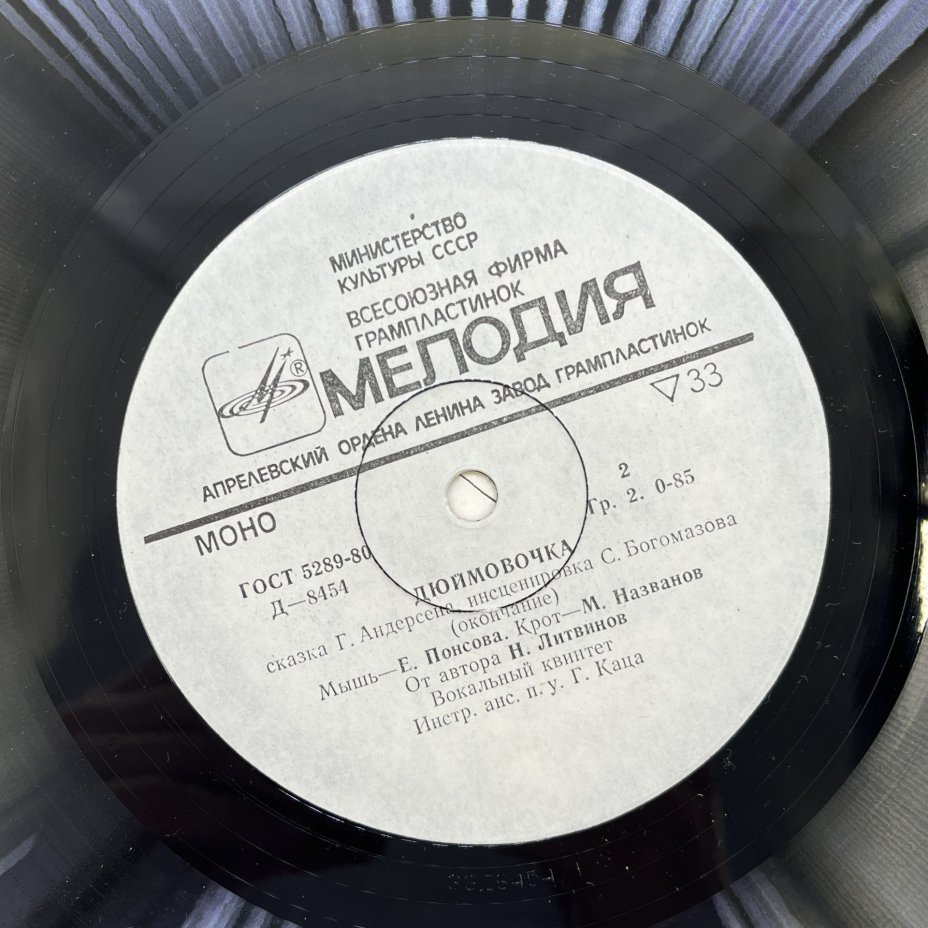 МИНИСТЕРСТВО
КУЛЬТУРЫ СССР
ВСЕСОЮЗНАЯ ФИРМА
ГРАМПЛАСТИНОК
МЕЛОДИЯ
®
АПРЕЛЕВСКИЙ ОРДЕНА ЛЕНИНА ЗАВОД ГРАМПЛАСТИНОК
МОНО
▽33
ГОСТ 5289-80
2
Д—8454
Гр. 2. 0-85
ДЮЙМОВОЧКА
сказка Г. Андерсена, инсценировка С. Богомазова
(окончание)
Мышь—Е. Понсова. Крот—М. Названов
От автора Н. Литвинов
Вокальный квинтет
Инстр. анс. п. у. Г. Каца